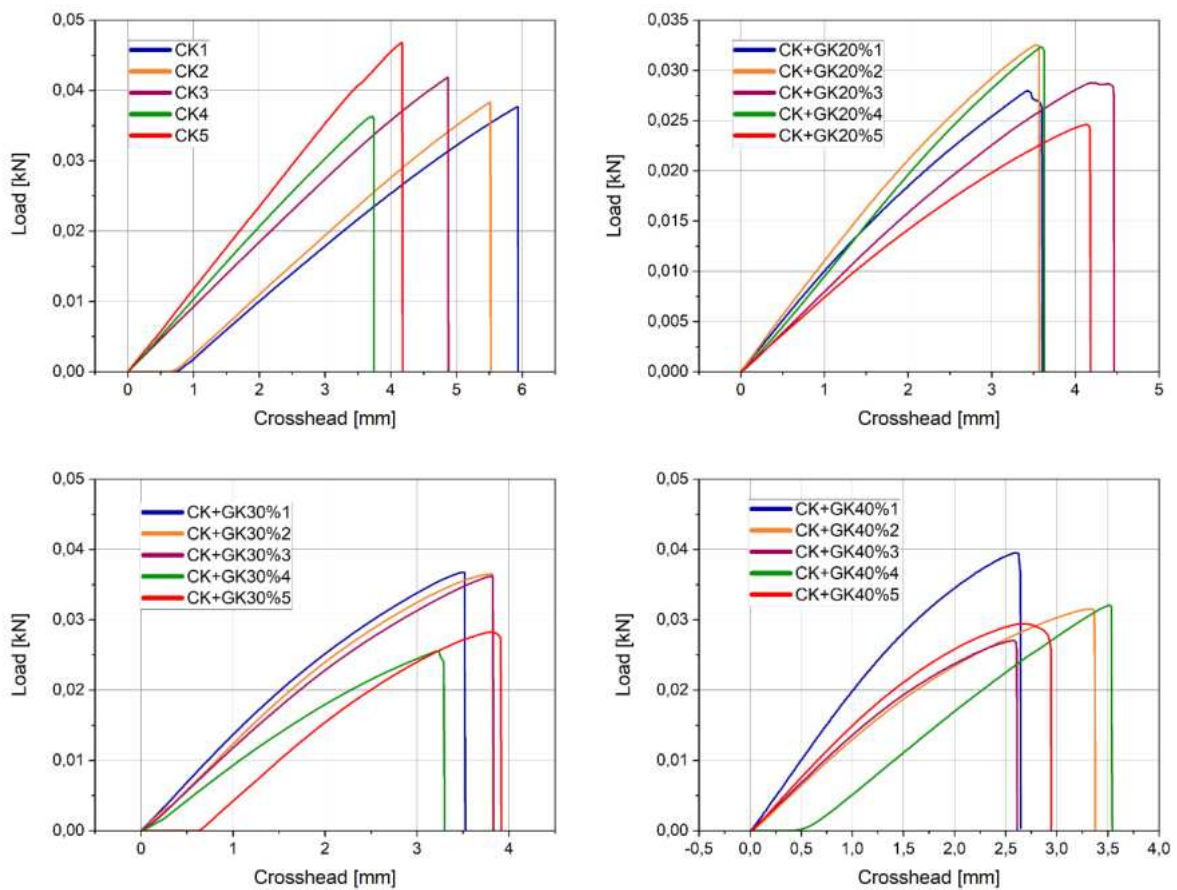 0,05
0,04
0,03
0,02
0,01
0,00
Load [kN]
CK1
CK2
CK3
CK4
CK5
0 1 2 3 4 5 6
Crosshead [mm]
0,035
0,030
0,025
0,020
0,015
0,010
0,005
0,000
Load [kN]
CK+GK20%1
CK+GK20%2
CK+GK20%3
CK+GK20%4
CK+GK20%5
0 1 2 3 4 5
Crosshead [mm]
0,05
0,04
0,03
0,02
0,01
0,00
Load [kN]
CK+GK30%1
CK+GK30%2
CK+GK30%3
CK+GK30%4
CK+GK30%5
0 1 2 3 4
Crosshead [mm]
0,05
0,04
0,03
0,02
0,01
0,00
Load [kN]
CK+GK40%1
CK+GK40%2
CK+GK40%3
CK+GK40%4
CK+GK40%5
-0,5 0,0 0,5 1,0 1,5 2,0 2,5 3,0 3,5 4,0
Crosshead [mm]